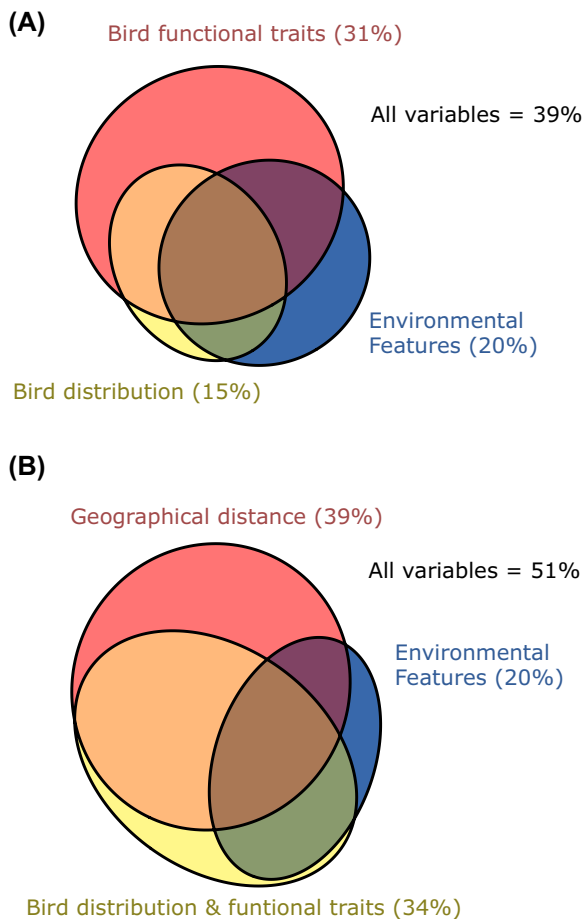 (A)
Bird functional traits (31%)
All variables = 39%
Environmental
Features (20%)
Bird distribution (15%)
(B)
Geographical distance (39%)
All variables = 51%
Environmental
Features (20%)
Bird distribution & funtional traits (34%)